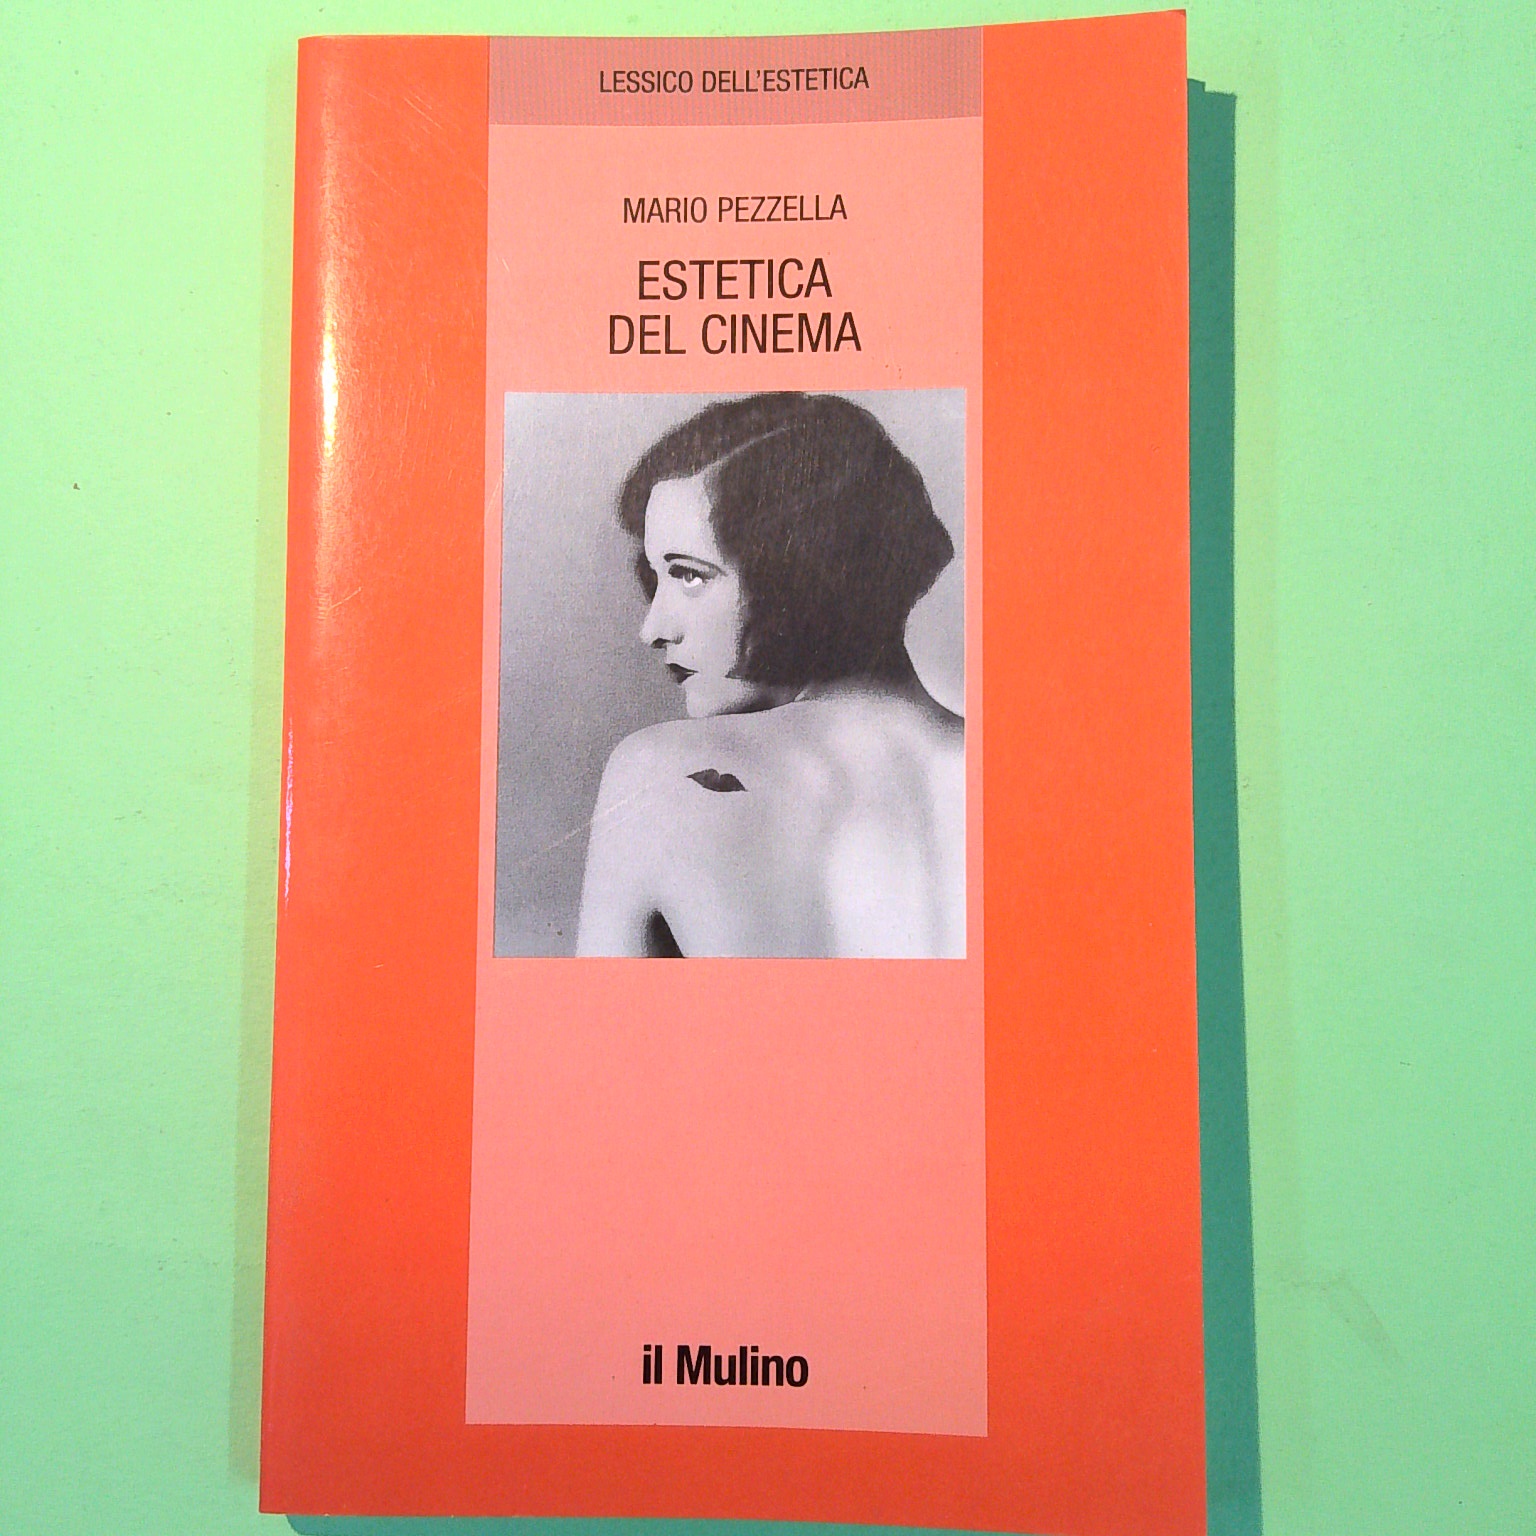 LESSICO DELL'ESTETICA
MARIO PEZZELLA
ESTETICA
DEL CINEMA
il Mulino